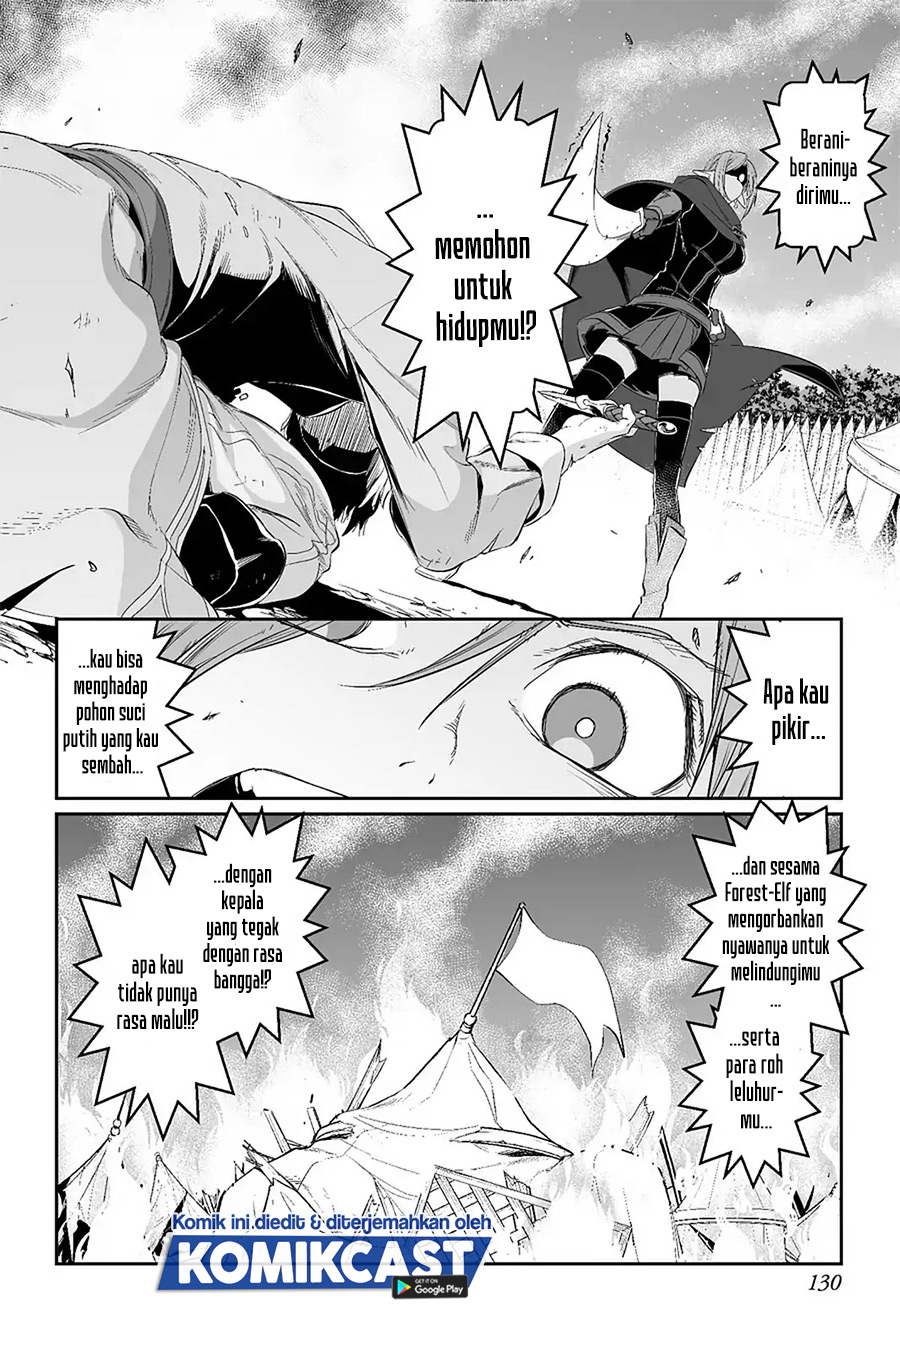 Berani-
beraninya
dirimu...
...
memohon
untuk
hidupmu!?
Apa kau
pikir...
...kau bisa
menghadap
pohon suci
putih yang kau
sembah...
...dan sesama
Forest-Elf yang
mengorbankan
nyawanya untuk
melindungimu
...
...serta
para roh
leluhur-
mu...
...dengan
kepala
yang tegak
dengan rasa
bangga!?
apa kau
tidak punya
rasa malu!!?
Komik ini diedit & diterjemahkan oleh
KOMIKCAST
GET IT ON
Google Play
130